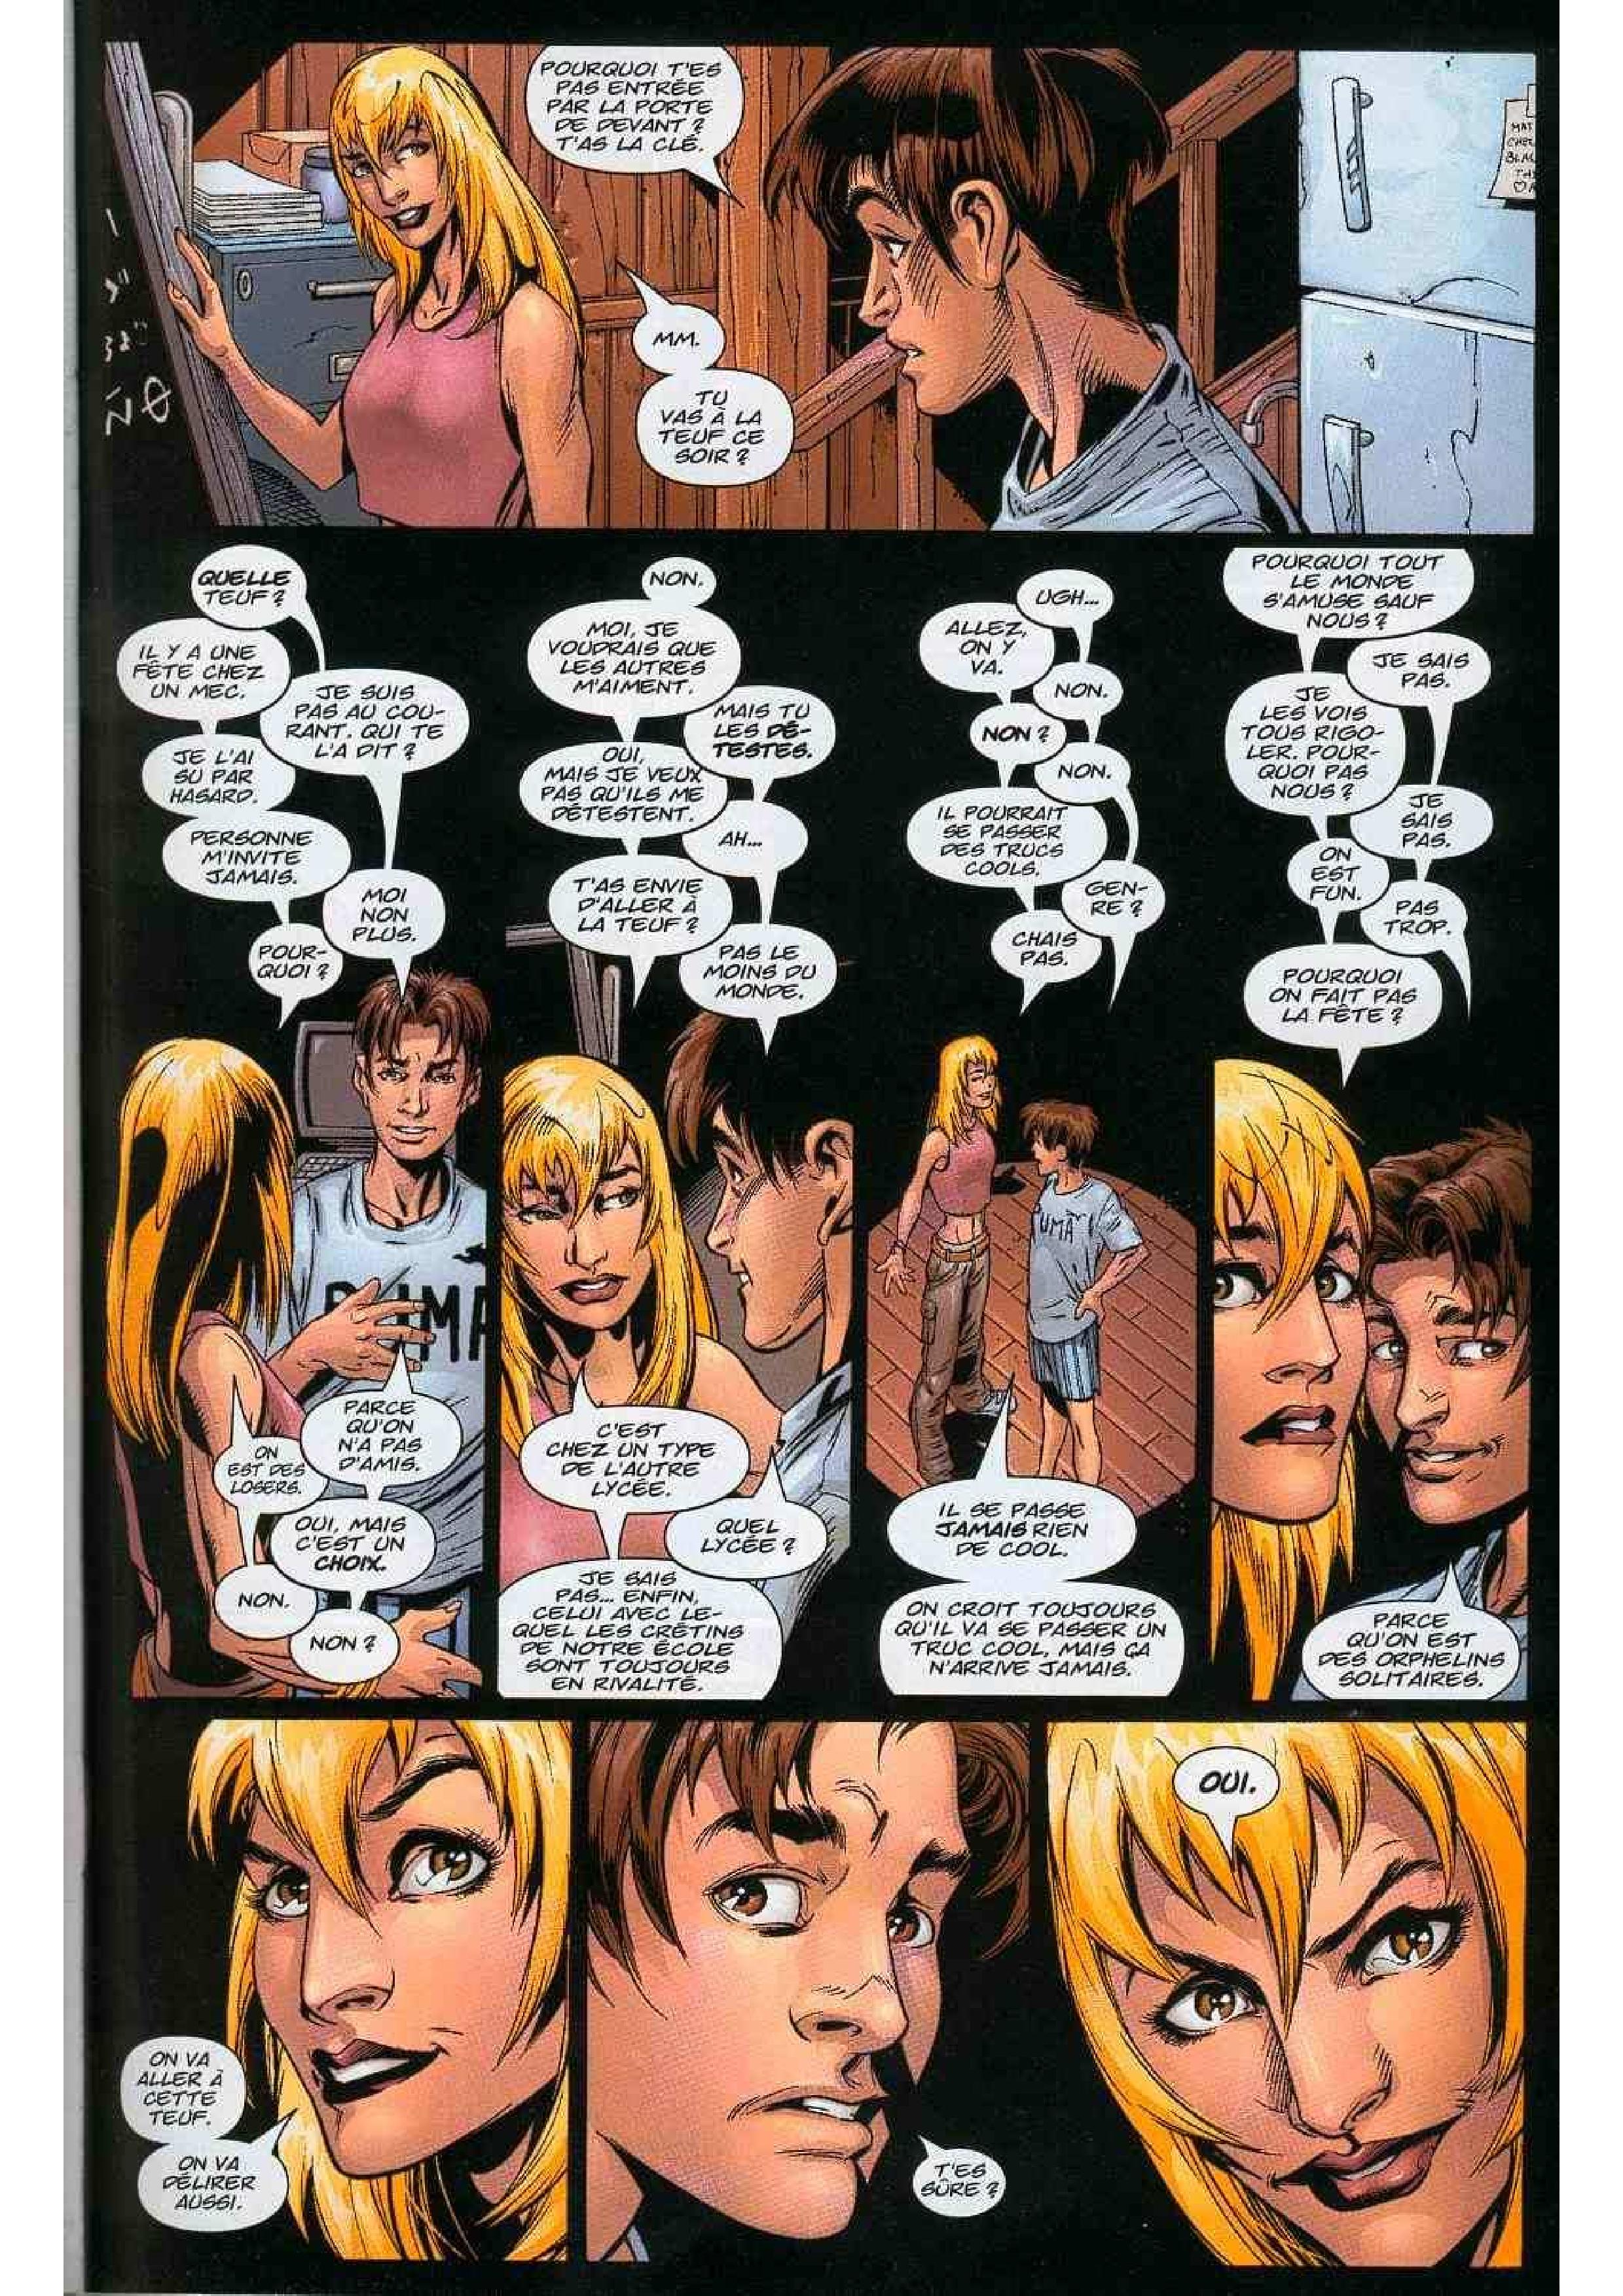 POURQUOI T'ES
PAS ENTRÉE
PAR LA PORTE
DE DEVANT ?
T'AS LA CLÉ.
MM.
TU
VAS À LA
TEUF CE
SOIR ?
MAT
QUELLE
TEUF ?
IL Y A UNE
FÊTE CHEZ
UN MEC.
JE SUIS
PAS AU COU-
RANT. QUI TE
L'A DIT ?
JE L'AI
SU PAR
HASARD.
PERSONNE
M'INVITE
JAMAIS.
MOI
NON
PLUS.
POUR-
QUOI ?
PUMA
PARCE
QU'ON
N'A PAS
D'AMIS.
ON
EST DES
LOSERS.
OUI, MAIS
C'EST UN
CHOIX.
NON.
NON ?
NON.
MOI, JE
VOUDRAIS QUE
LES AUTRES
M'AIMENT.
MAIS TU
LES DÉ-
TESTES.
OUI,
MAIS JE VEUX
PAS QU'ILS ME
DÉTESTENT.
AH...
T'AS ENVIE
D'ALLER À
LA TEUF ?
PAS LE
MOINS DU
MONDE.
C'EST
CHEZ UN TYPE
DE L'AUTRE
LYCÉE.
QUEL
LYCÉE ?
JE SAIS
PAS... ENFIN,
CELUI AVEC LE-
QUEL LES CRÉTINS
DE NOTRE ÉCOLE
SONT TOUJOURS
EN RIVALITÉ.
UGH...
ALLEZ,
ON Y
VA.
NON.
NON ?
NON.
IL POURRAIT
SE PASSER
DES TRUCS
COOLS.
GEN-
RE ?
CHAIS
PAS.
UMA
IL SE PASSE
JAMAIS RIEN
DE COOL.
ON CROIT TOUJOURS
QU'IL VA SE PASSER UN
TRUC COOL, MAIS ÇA
N'ARRIVE JAMAIS.
POURQUOI TOUT
LE MONDE
S'AMUSE SAUF
NOUS ?
JE SAIS
PAS.
JE
LES VOIS
TOUS RIGO-
LER. POUR-
QUOI PAS
NOUS ?
JE
SAIS
PAS.
ON
EST
FUN.
PAS
TROP.
POURQUOI
ON FAIT PAS
LA FÊTE ?
PARCE
QU'ON EST
DES ORPHELINS
SOLITAIRES.
ON VA
ALLER À
CETTE
TEUF.
ON VA
DÉLIRER
AUSSI.
T'ES
SÛRE ?
OUI.